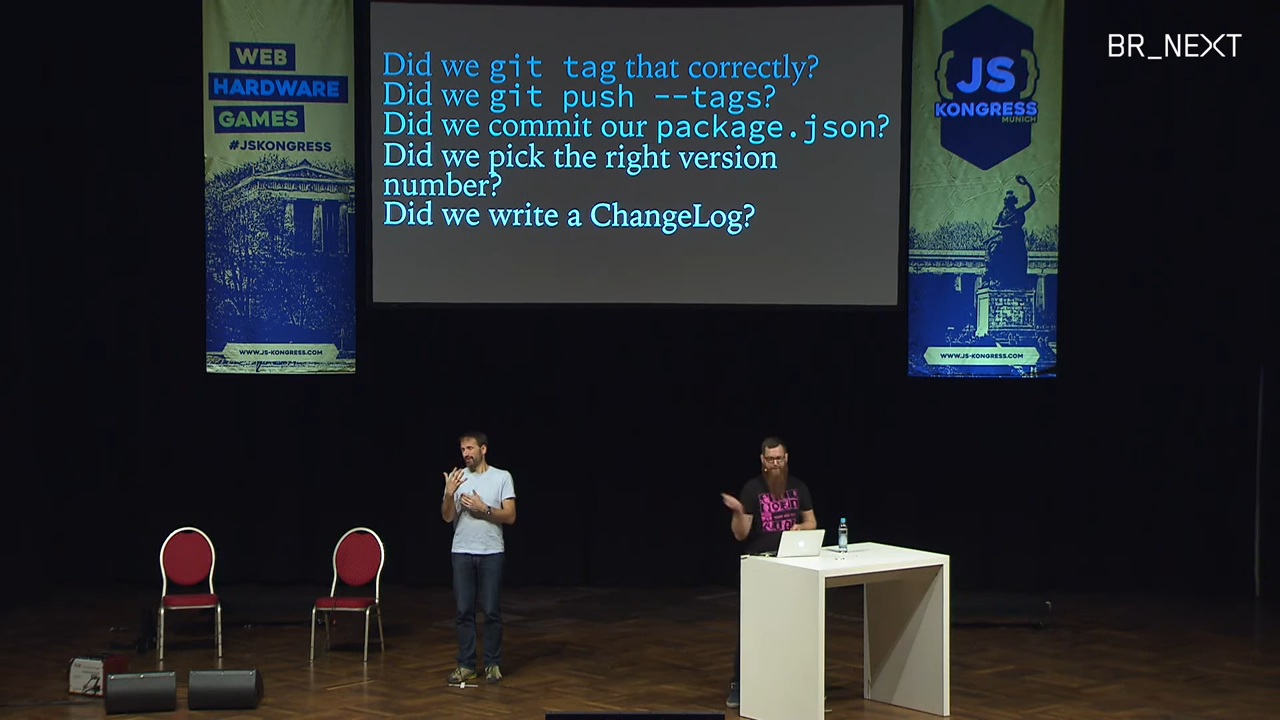 Did we git tag that correctly?
Did we git push --tags?
Did we commit our package.json?
Did we pick the right version
number?
Did we write a ChangeLog?
WEB
HARDWARE
GAMES
#JSKONGRESS
WWW.JS-KONGRESS.COM
{JS}
KONGRESS
MUNICH
WWW.JS-KONGRESS.COM
BR_NEXT